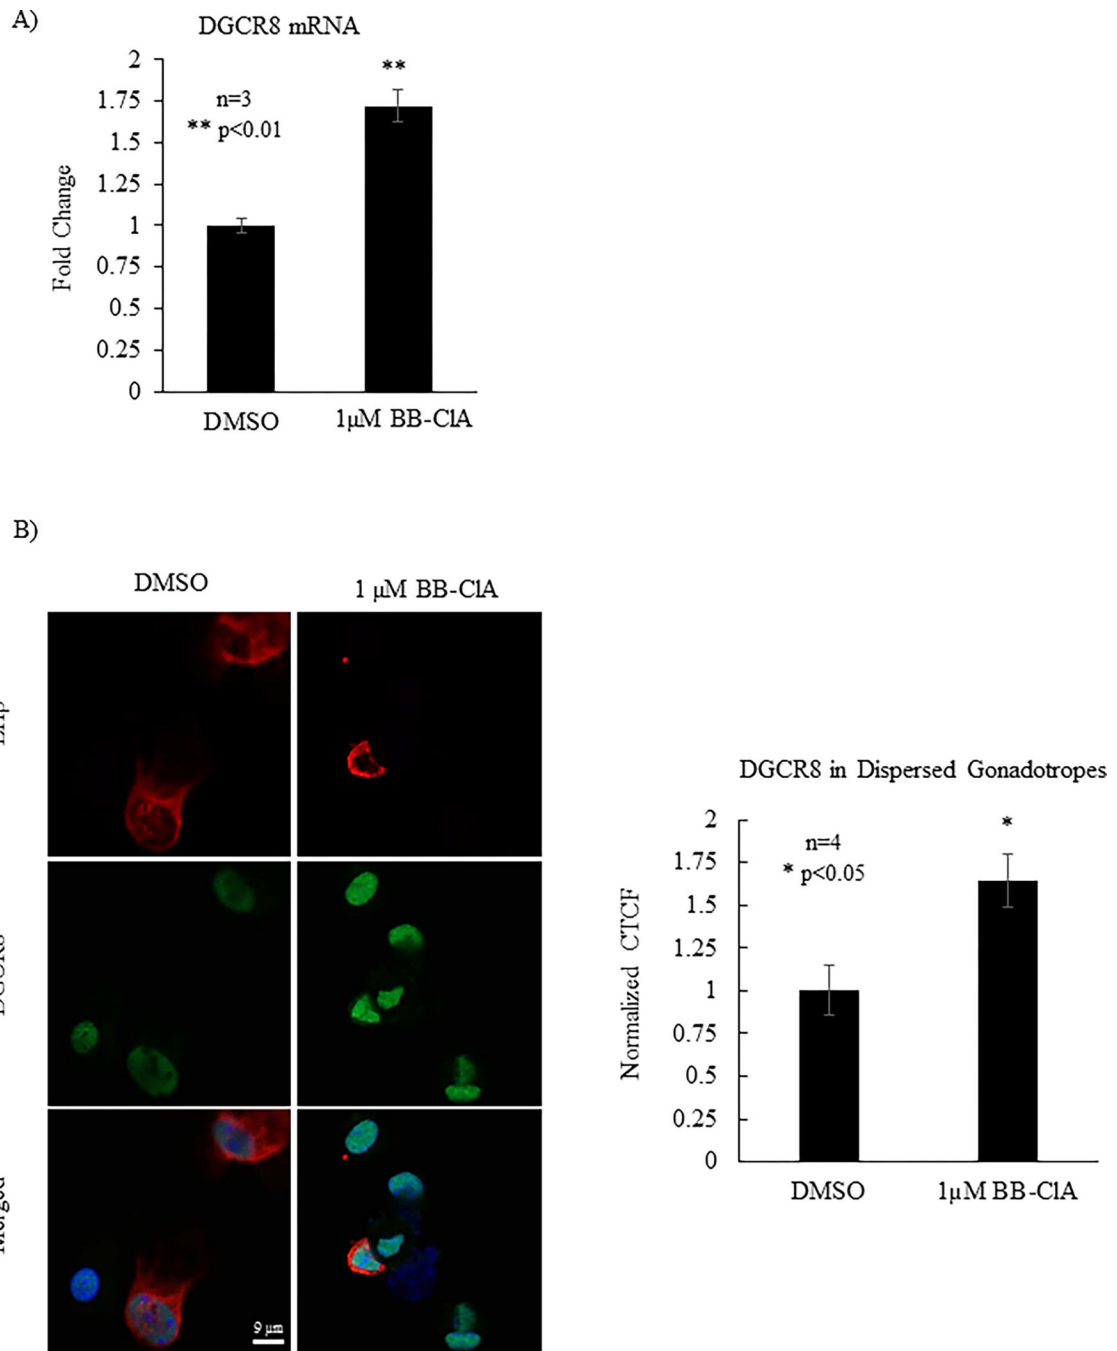 A)
DGCR8 mRNA
2
1.75
1.5
1.25
1
0.75
0.5
0.25
0
Fold Change
n=3
** p<0.01
**
DMSO
1μM BB-ClA
B)
DMSO
1 μM BB-ClA
DGCR8
Merged
9 μm
DGCR8 in Dispersed Gonadotropes
2
1.75
1.5
1.25
1
0.75
0.5
0.25
0
Normalized CTCF
n=4
* p<0.05
*
DMSO
1μM BB-ClA